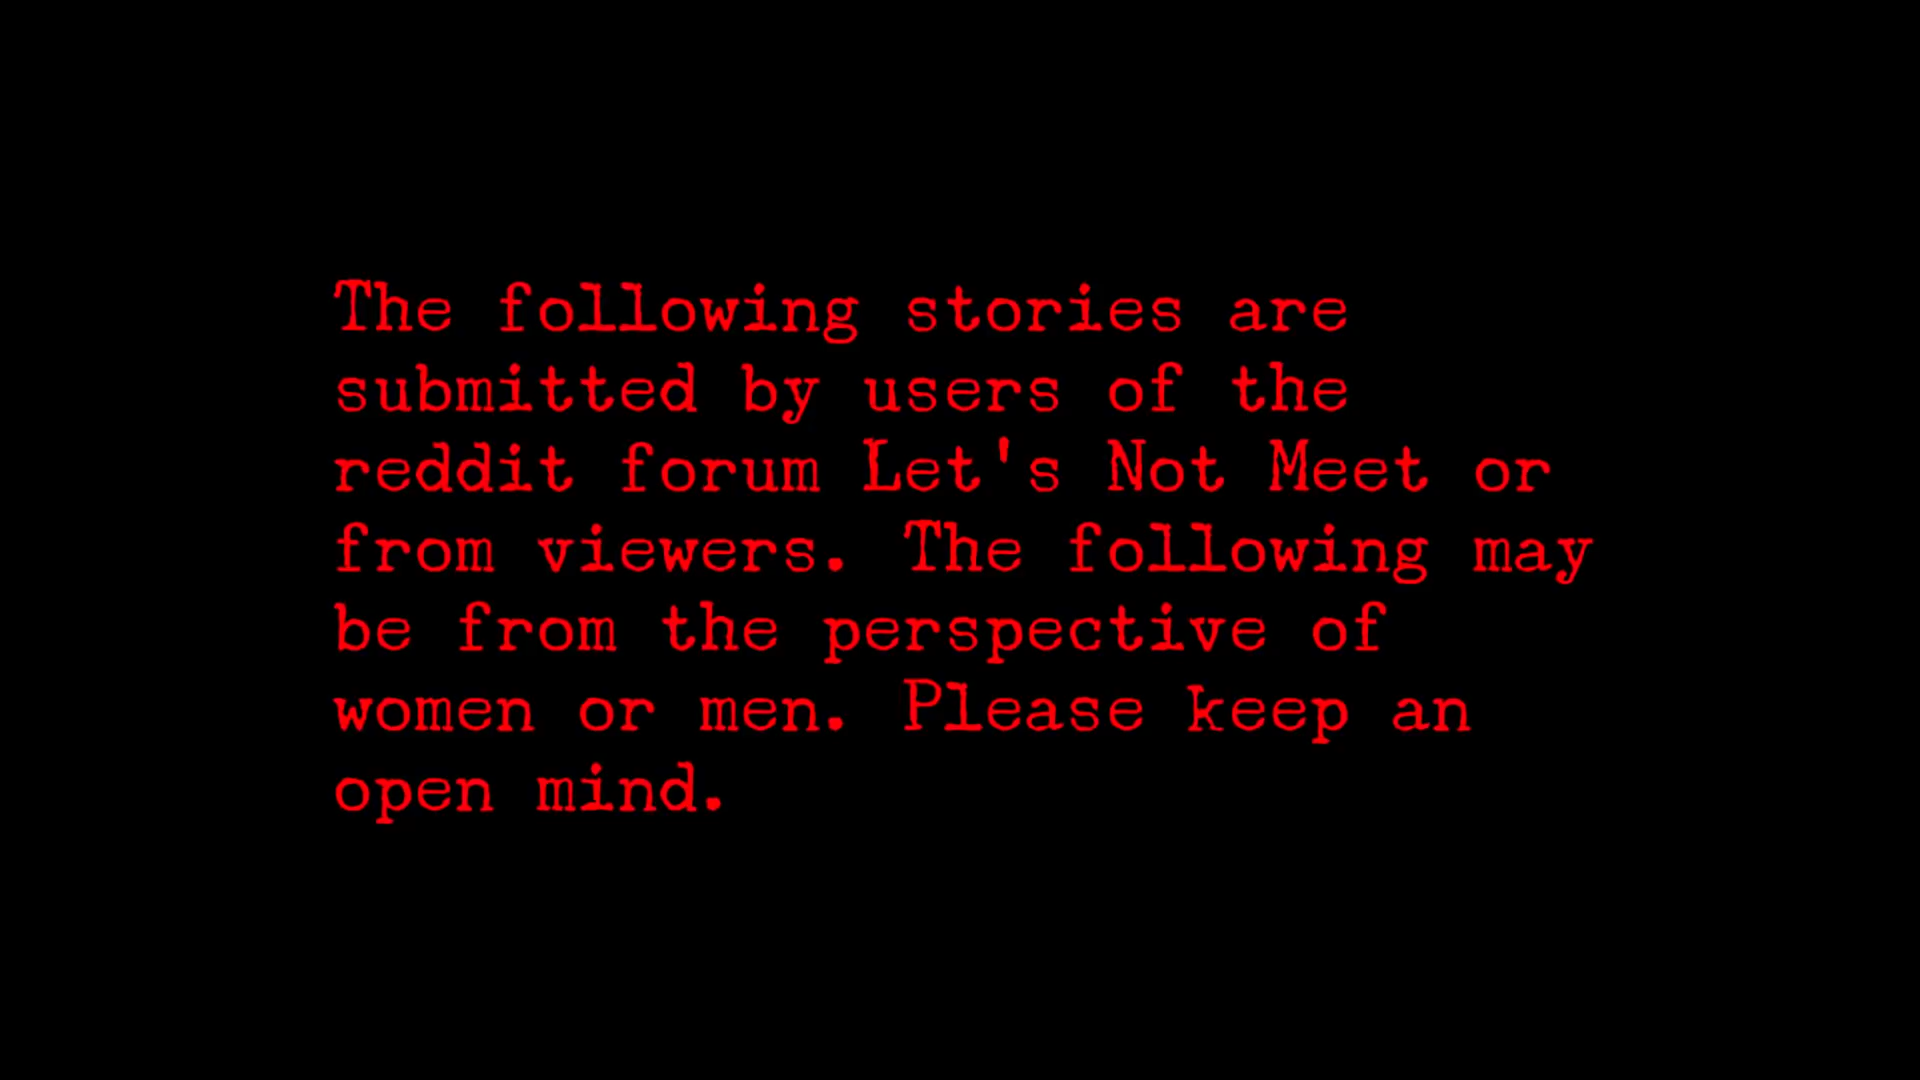 The following stories are
submitted by users of the
reddit forum Let's Not Meet or
from viewers. The following may
be from the perspective of
women or men. Please keep an
open mind.